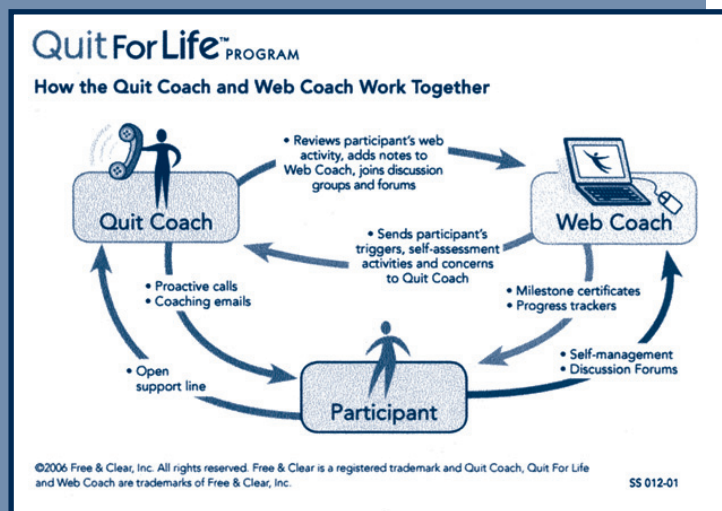 Quit For Life™ PROGRAM
How the Quit Coach and Web Coach Work Together
• Reviews participant's web
activity, adds notes to
Web Coach, joins discussion
groups and forums
Quit Coach
Web Coach
• Sends participant's
triggers, self-assessment
activities and concerns
to Quit Coach
• Proactive calls
• Coaching emails
• Milestone certificates
• Progress trackers
• Open
support line
• Self-management
• Discussion Forums
Participant
©2006 Free & Clear, Inc. All rights reserved. Free & Clear is a registered trademark and Quit Coach, Quit For Life
and Web Coach are trademarks of Free & Clear, Inc.
SS 012-01